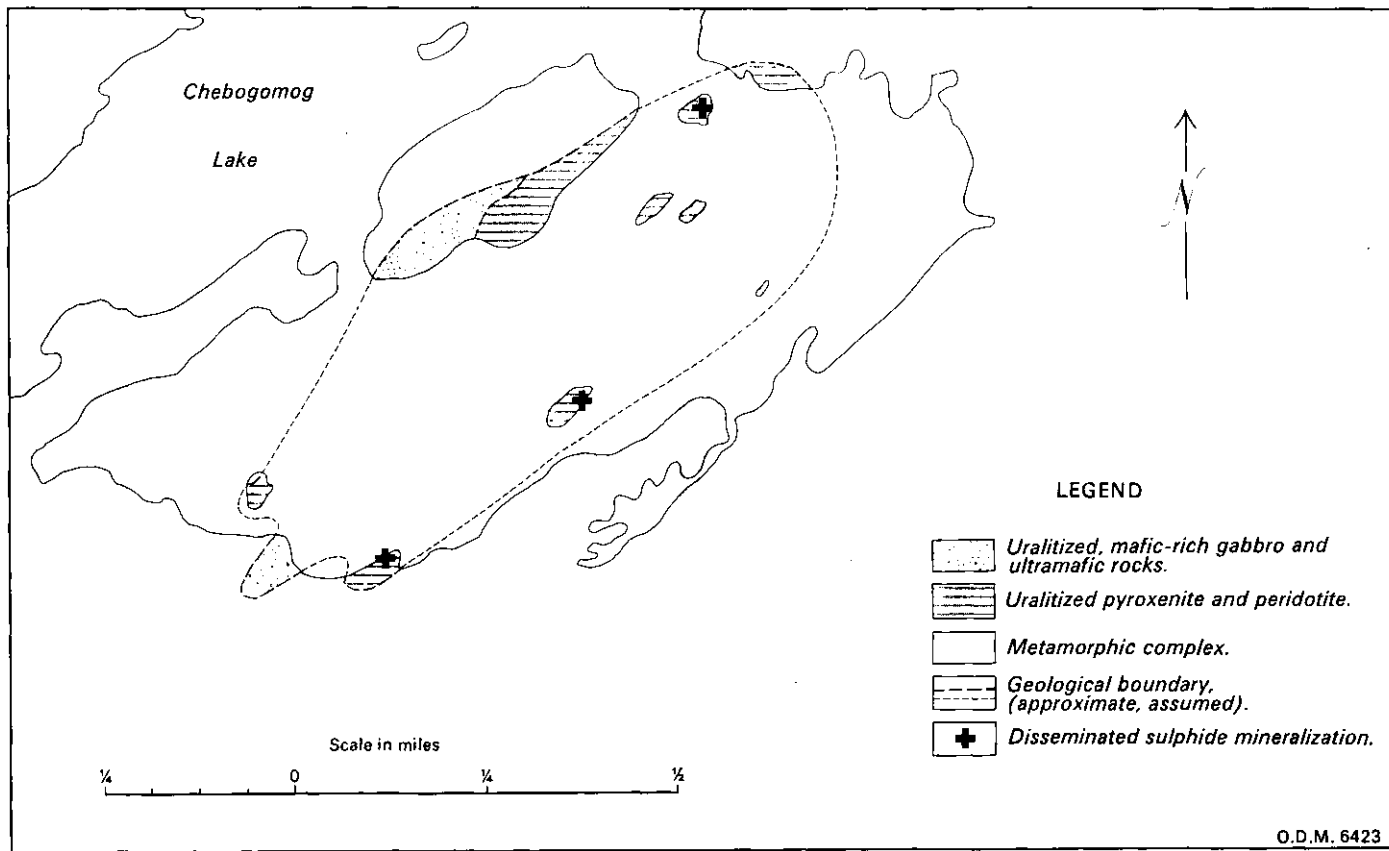 Chebogomog
Lake
N
LEGEND
Uralitized, mafic-rich gabbro and
ultramafic rocks.
Uralitized pyroxenite and peridotite.
Metamorphic complex.
Geological boundary,
(approximate, assumed).
Disseminated sulphide mineralization.
Scale in miles
¼ 0 ¼ ½
O.D.M. 6423